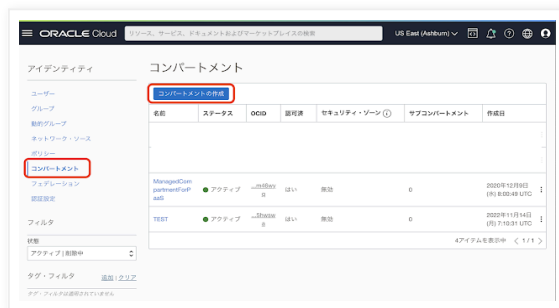 ORACLE Cloud
リソース、サービス、ドキュメントおよびマーケットプレイスの検索
US East (Ashburn)
アイデンティティ
ユーザー
グループ
動的グループ
ネットワーク・ソース
ポリシー
コンパートメント
フェデレーション
認証設定
フィルタ
状態
アクティブ | 削除中
タグ・フィルタ 追加 | クリア
タグ・フィルタは適用されていません
コンパートメント
コンパートメントの作成
名前 ステータス OCID 認可済 セキュリティ・ゾーン サブコンパートメント 作成日
ManagedCompartmentForPaaS アクティブ はい 無効 0 2020年12月9日(水) 8:02:49 UTC
TEST アクティブ はい 無効 0 2022年11月14日(月) 7:10:31 UTC
4アイテムを表示中 < 1 / 1 >